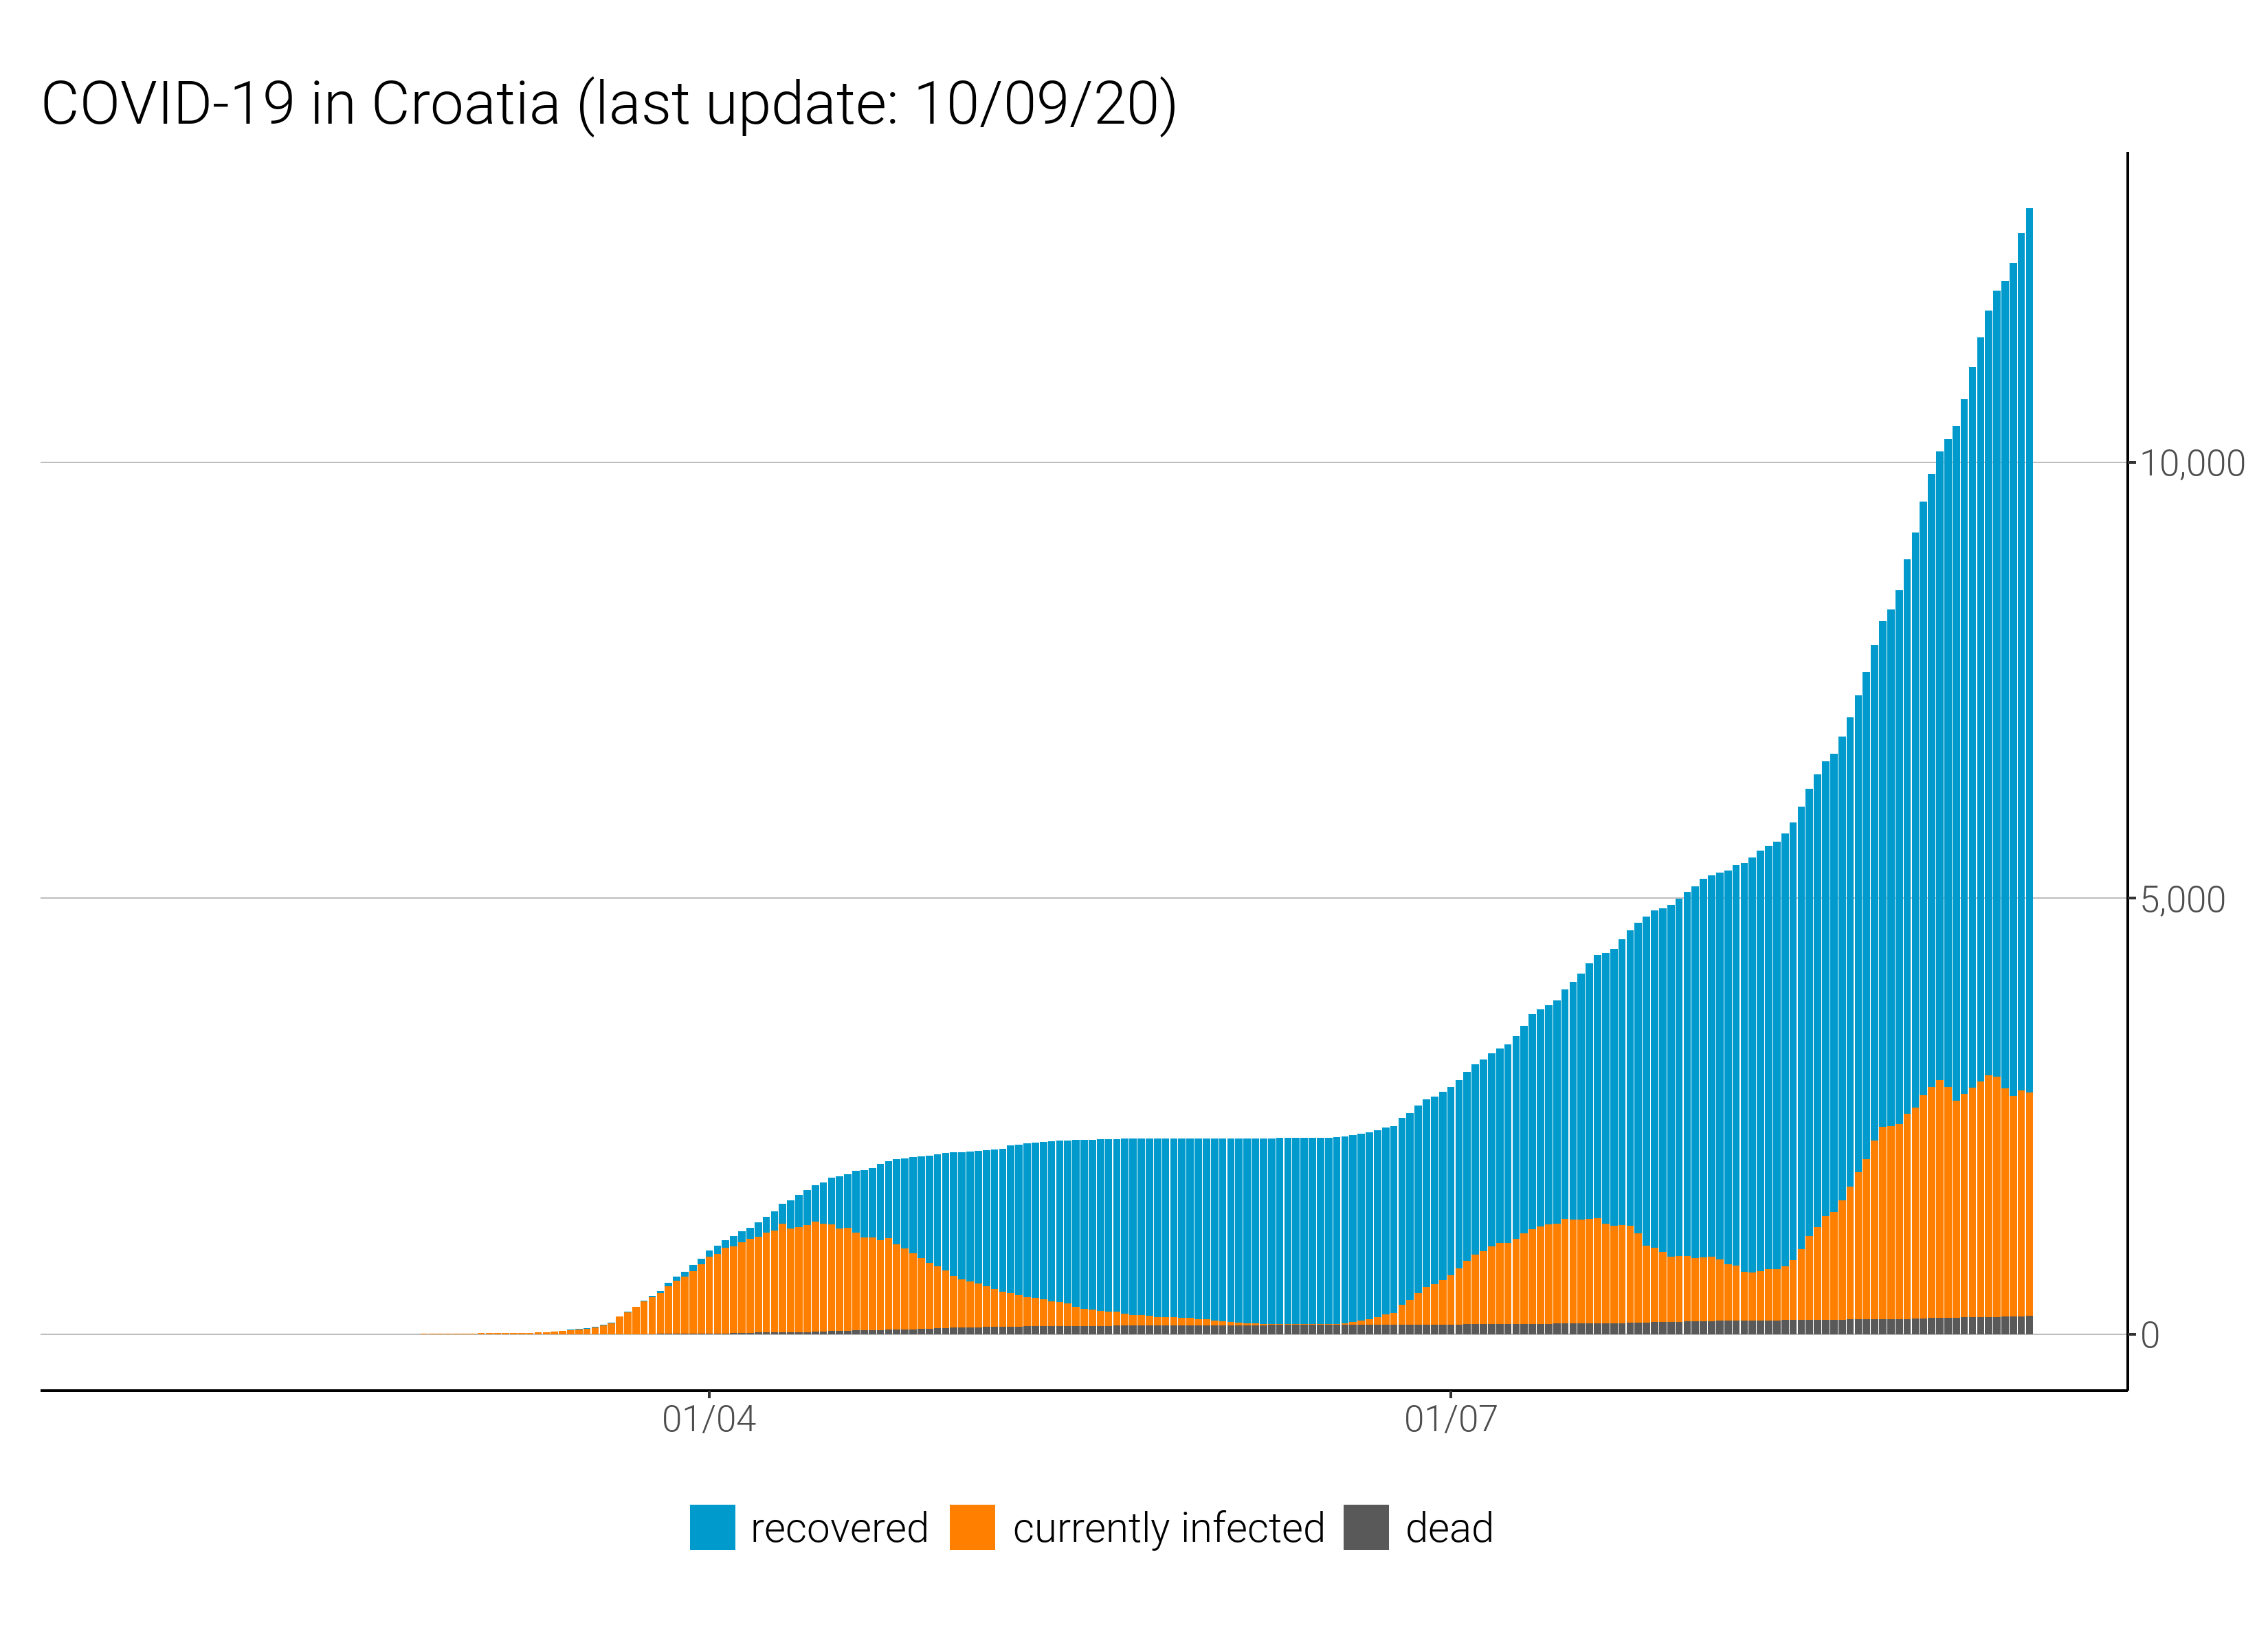 COVID-19 in Croatia (last update: 10/09/20)
10,000
5,000
0
01/04 01/07
recovered currently infected dead